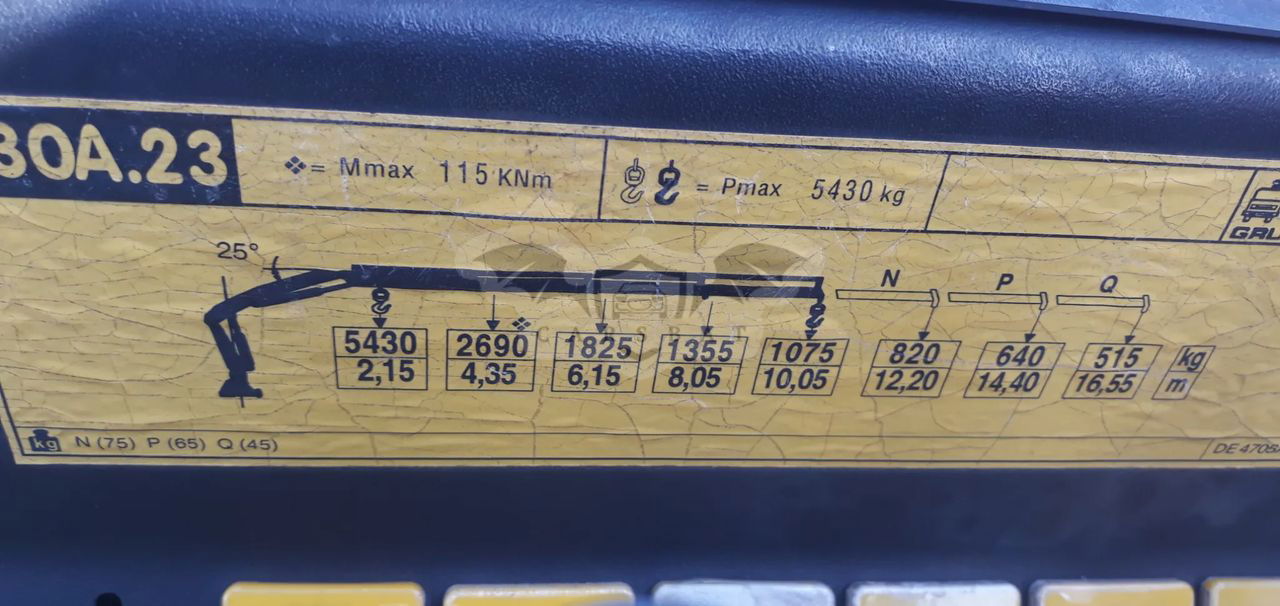 30A.23
❖= Mmax 115 KNm
= Pmax 5430 kg
25°
N P Q
❖
5430 2690 1825 1355 1075 820 640 515 kg
2,15 4,35 6,15 8,05 10,05 12,20 14,40 16,55 m
kg N (75) P (65) Q (45)